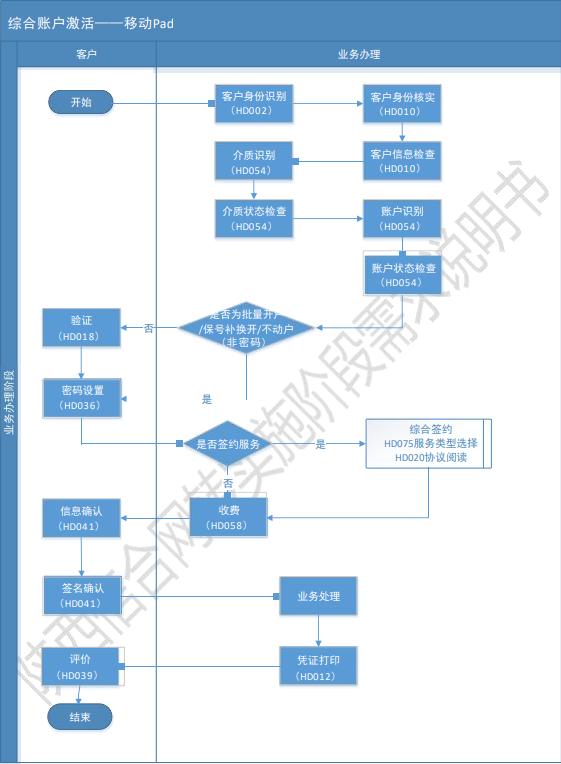 综合账户激活——移动Pad
客户
业务办理
业务办理阶段
开始
客户身份识别
（HD002）
客户身份核实
（HD010）
介质识别
（HD054）
客户信息检查
（HD010）
介质状态检查
（HD054）
账户识别
（HD054）
账户状态检查
（HD054）
验证
（HD018）
否
是否为批量开户
/保号补换开/不动户
（非密码）
密码设置
（HD036）
是
是否签约服务
是
综合签约
HD075服务类型选择
HD020协议阅读
否
信息确认
（HD041）
收费
（HD058）
签名确认
（HD041）
业务处理
评价
（HD039）
凭证打印
（HD012）
结束